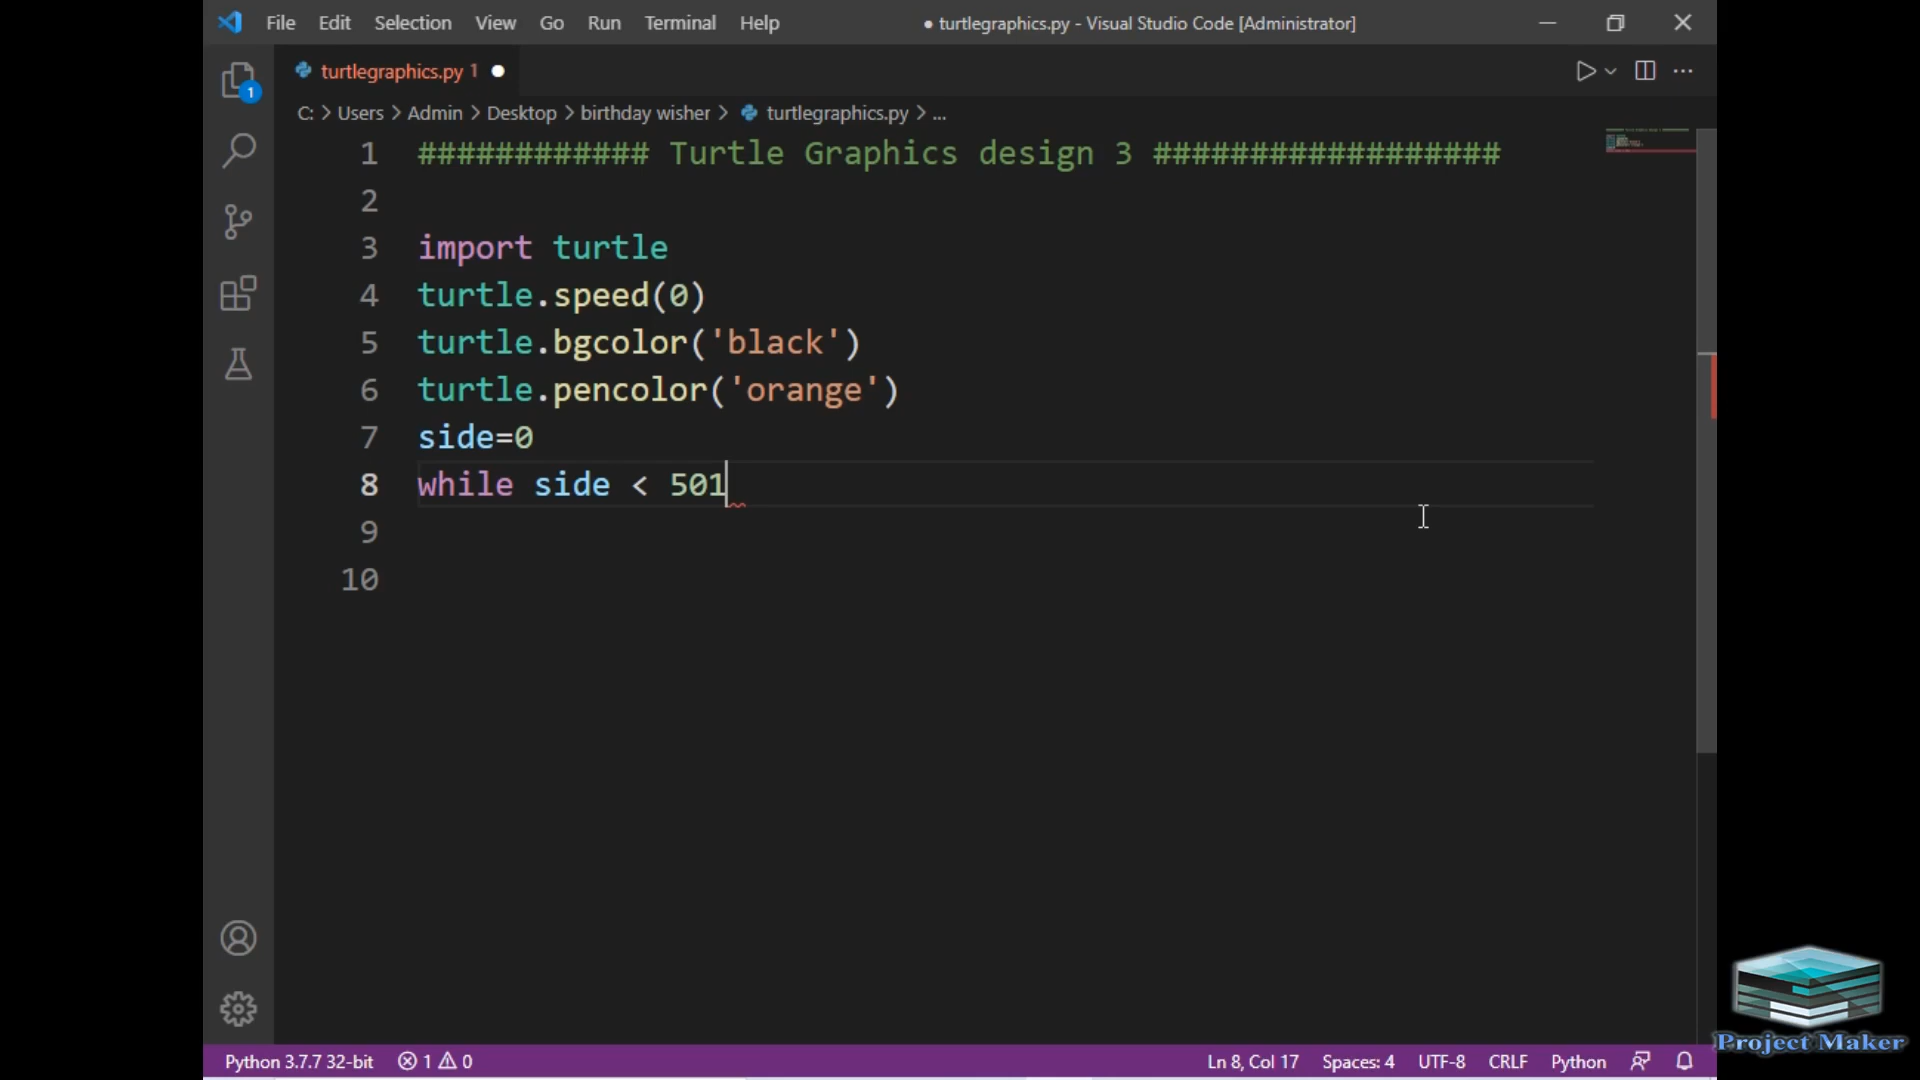 File Edit Selection View Go Run Terminal Help
● turtlegraphics.py - Visual Studio Code [Administrator]
turtlegraphics.py 1
C: > Users > Admin > Desktop > birthday wisher > turtlegraphics.py > ...
1
1 ############ Turtle Graphics design 3 ##################
2
3 import turtle
4 turtle.speed(0)
5 turtle.bgcolor('black')
6 turtle.pencolor('orange')
7 side=0
8 while side < 501
9
10
Project Maker
Python 3.7.7 32-bit 1 0 Ln 8, Col 17 Spaces: 4 UTF-8 CRLF Python